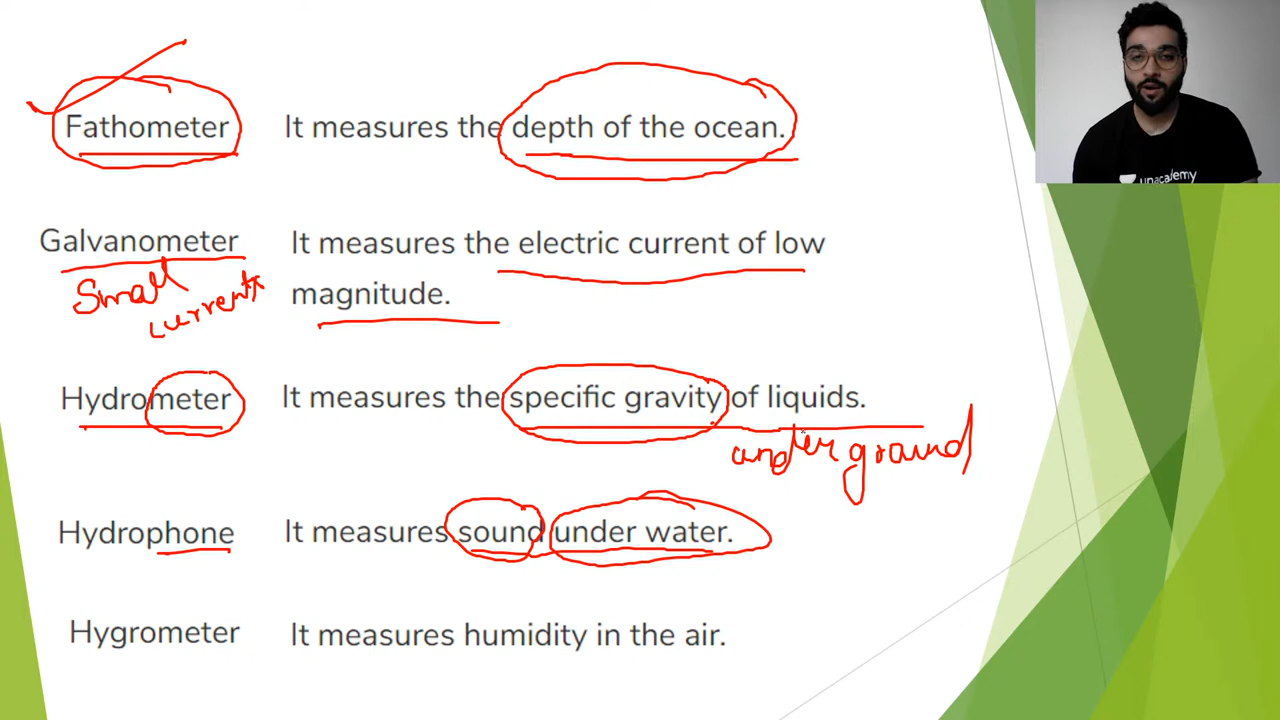 Fathometer It measures the depth of the ocean.
Galvanometer It measures the electric current of low
magnitude.
Small
currents
Hydrometer It measures the specific gravity of liquids.
underground
Hydrophone It measures sound under water.
Hygrometer It measures humidity in the air.
unacademy